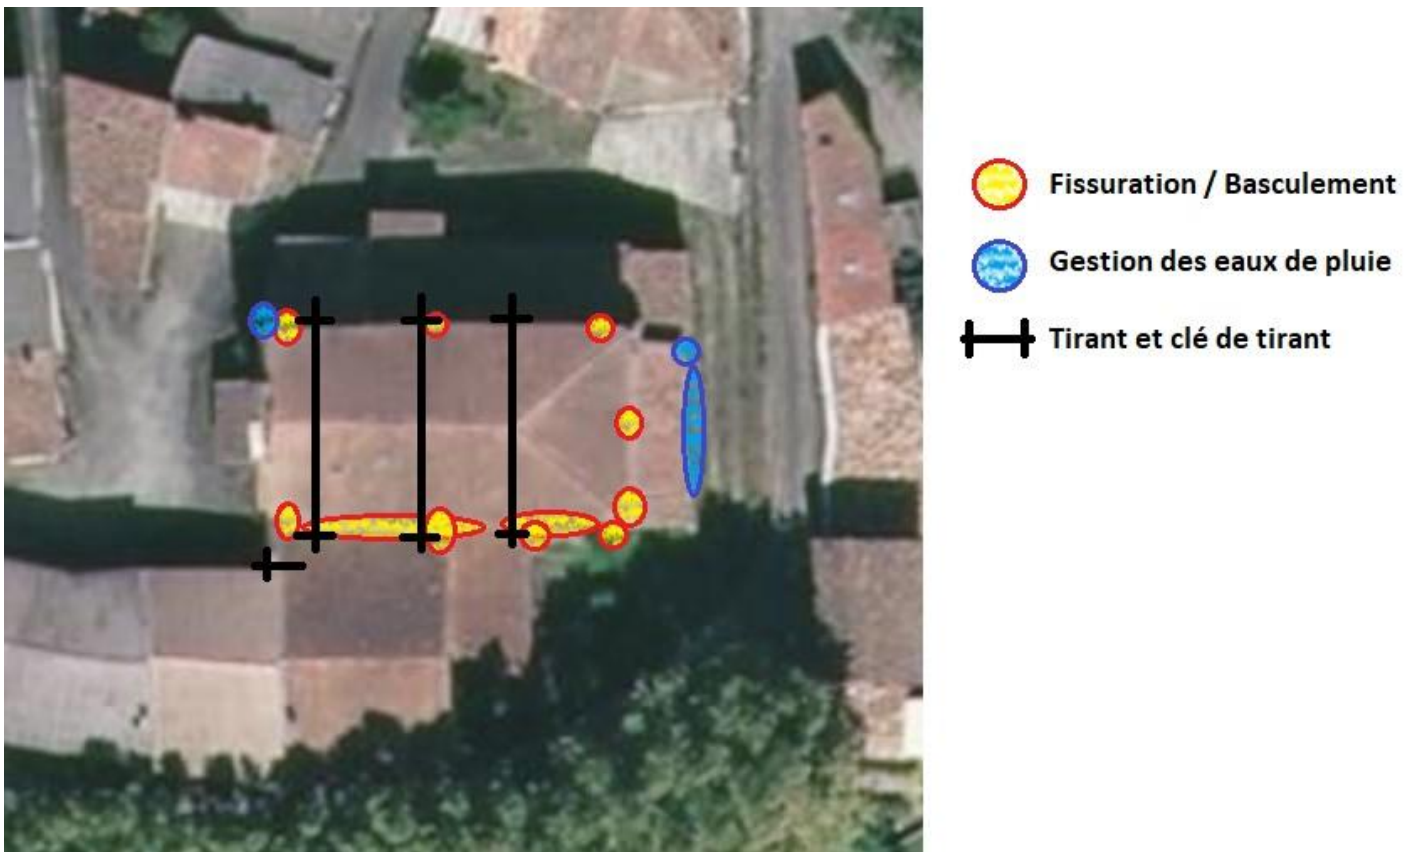 Fissuration / Basculement
Gestion des eaux de pluie
Tirant et clé de tirant